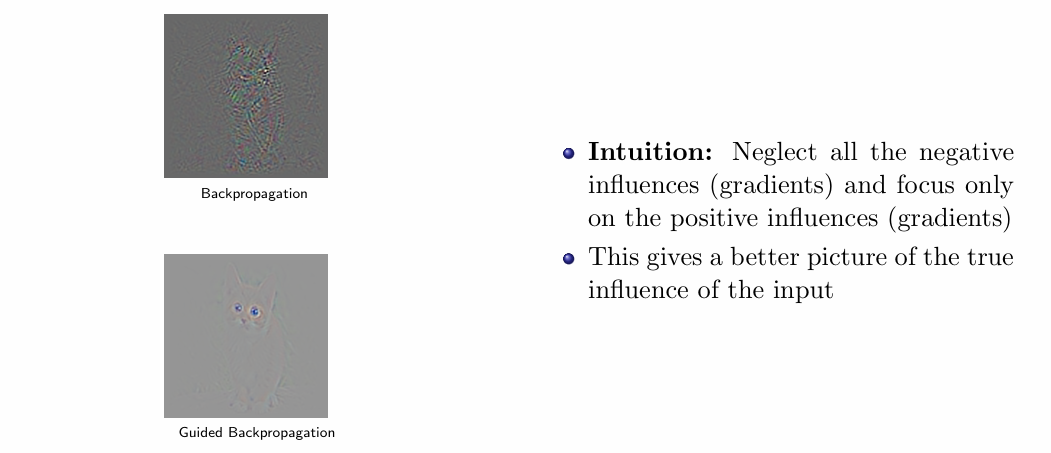 Backpropagation
Guided Backpropagation
Intuition: Neglect all the negative
influences (gradients) and focus only
on the positive influences (gradients)
This gives a better picture of the true
influence of the input